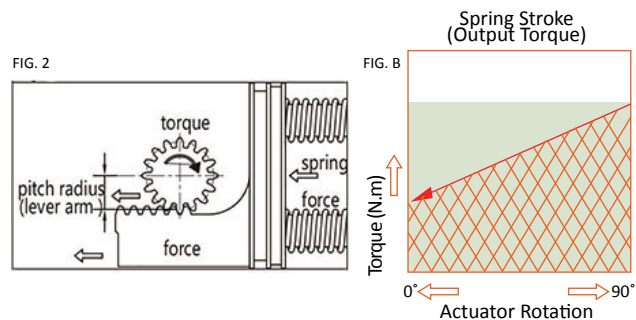 FIG. 2
torque
spring
pitch radius
(lever arm)
force
force
FIG. B
Spring Stroke
(Output Torque)
Torque (N.m)
0˚
90˚
Actuator Rotation